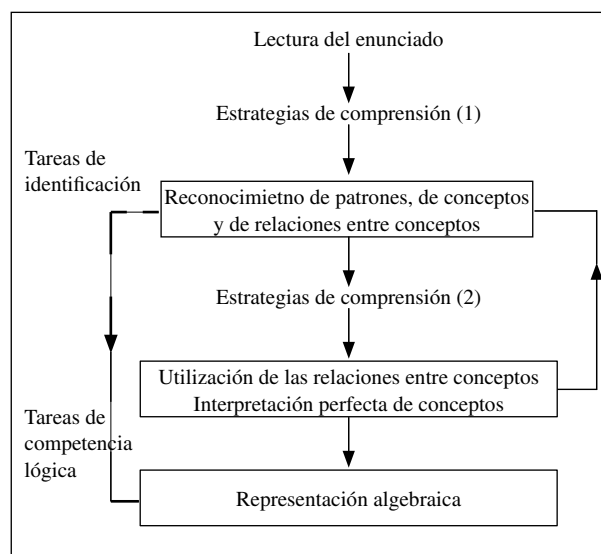 Lectura del enunciado
Estrategias de comprensión (1)
Tareas de
identificación
Reconocimietno de patrones, de conceptos
y de relaciones entre conceptos
Estrategias de comprensión (2)
Utilización de las relaciones entre conceptos
Interpretación perfecta de conceptos
Tareas de
competencia
lógica
Representación algebraica